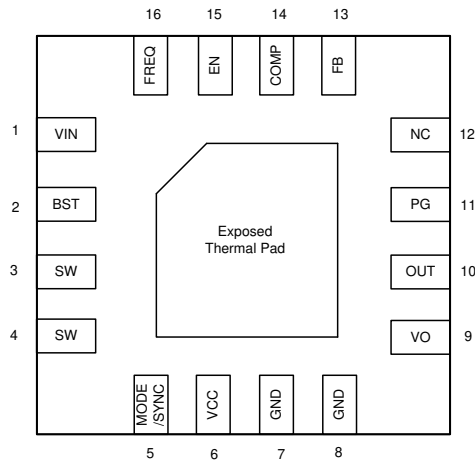 16 15 14 13
FREQ
EN
COMP
FB
1 VIN
NC 12
2 BST
PG 11
Exposed
Thermal Pad
3 SW
OUT 10
4 SW
VO 9
MODE
/SYNC
VCC
GND
GND
5 6 7 8